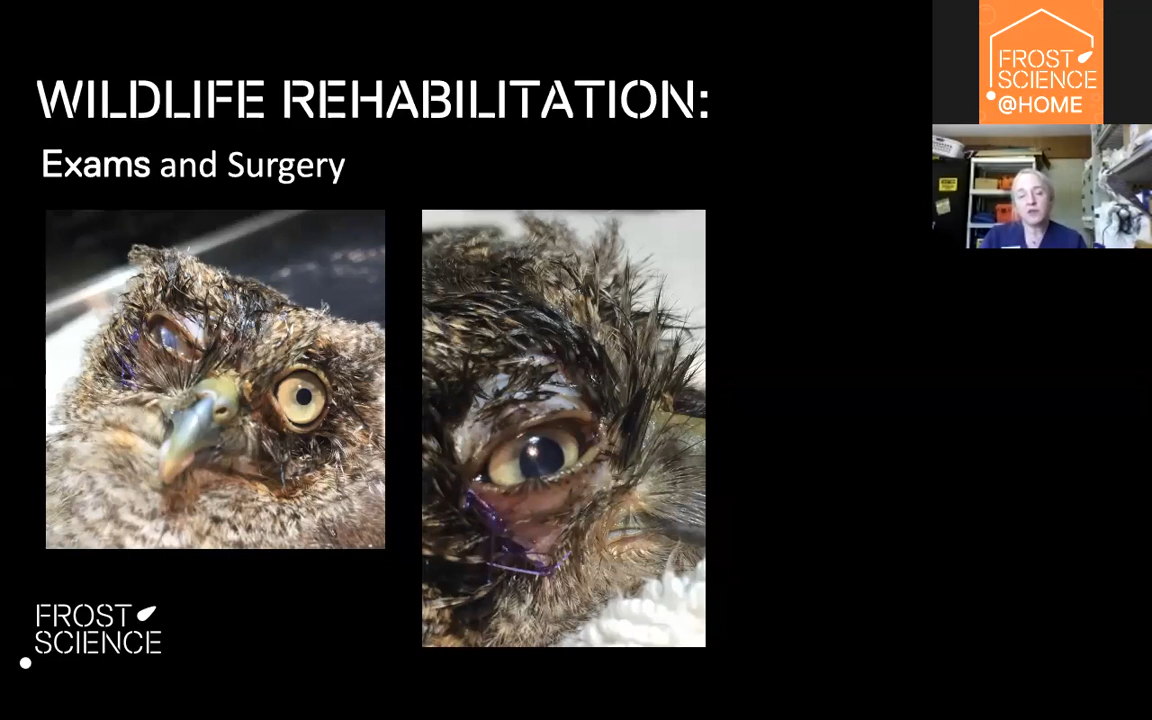 WILDLIFE REHABILITATION:
Exams and Surgery
FROST
SCIENCE
@HOME
FROST
SCIENCE